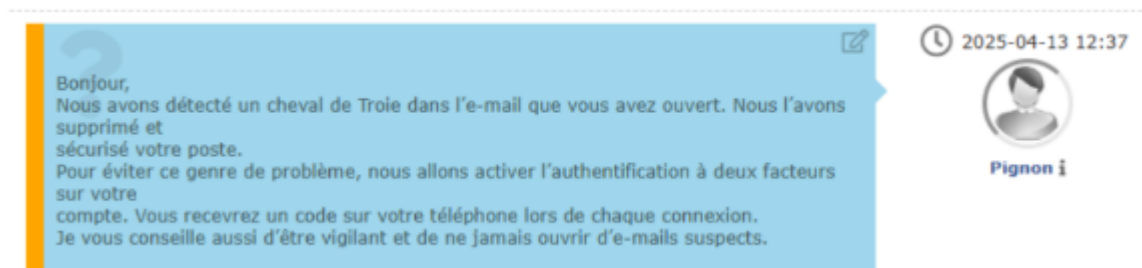 2025-04-13 12:37
Bonjour,
Nous avons détecté un cheval de Troie dans l’e-mail que vous avez ouvert. Nous l’avons
supprimé et
sécurisé votre poste.
Pour éviter ce genre de problème, nous allons activer l’authentification à deux facteurs
sur votre
compte. Vous recevrez un code sur votre téléphone lors de chaque connexion.
Je vous conseille aussi d’être vigilant et de ne jamais ouvrir d’e-mails suspects.
Pignon i